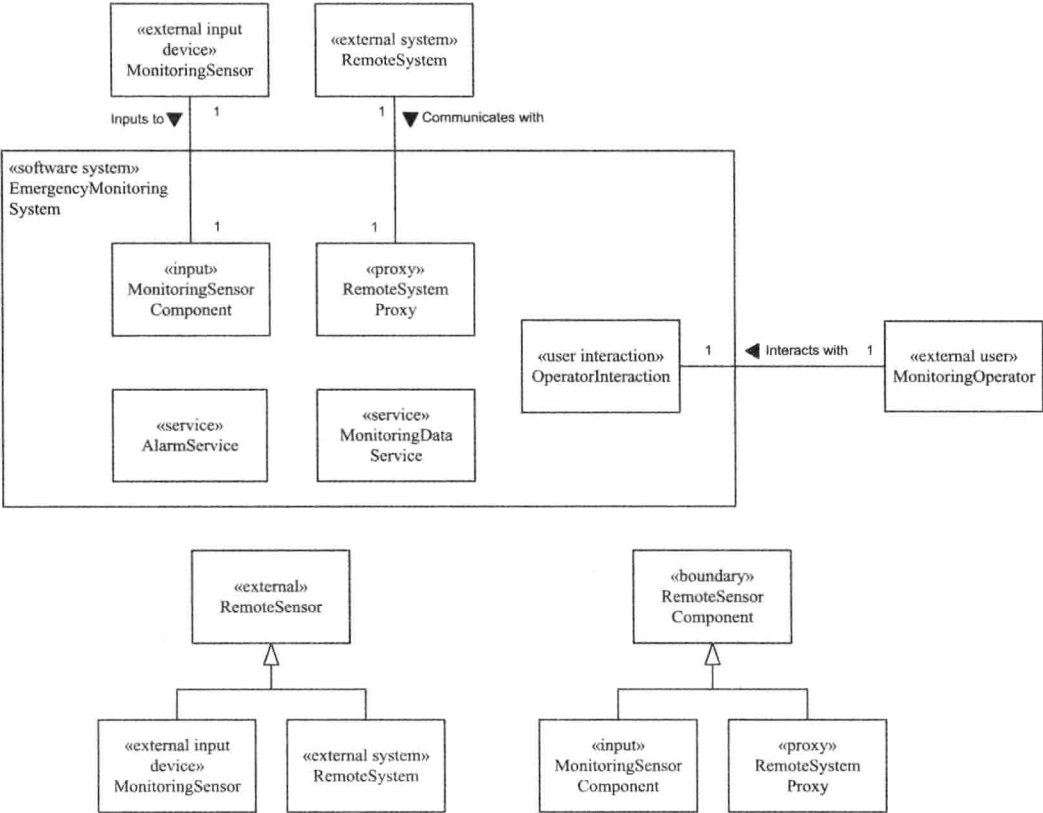 «external input
device»
MonitoringSensor
«external system»
RemoteSystem
Inputs to
1
1
Communicates with
«software system»
EmergencyMonitoring
System
1
1
«input»
MonitoringSensor
Component
«proxy»
RemoteSystem
Proxy
«user interaction»
OperatorInteraction
1
Interacts with
1
«external user»
MonitoringOperator
«service»
AlarmService
«service»
MonitoringData
Service
«external»
RemoteSensor
«boundary»
RemoteSensor
Component
«external input
device»
MonitoringSensor
«external system»
RemoteSystem
«input»
MonitoringSensor
Component
«proxy»
RemoteSystem
Proxy